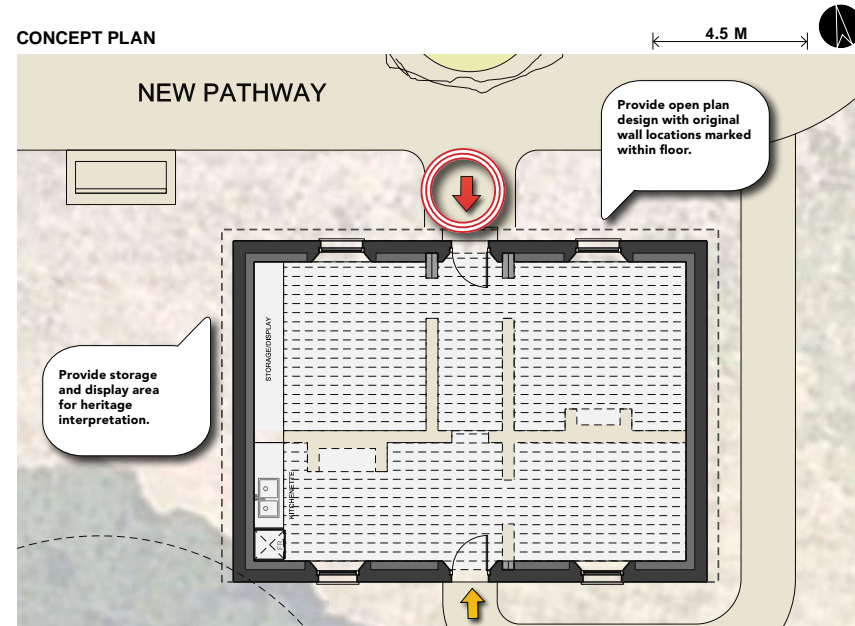 CONCEPT PLAN
4.5 M
NEW PATHWAY
Provide open plan
design with original
wall locations marked
within floor.
STORAGE/DISPLAY
Provide storage
and display area
for heritage
interpretation.
KITCHENETTE
FR